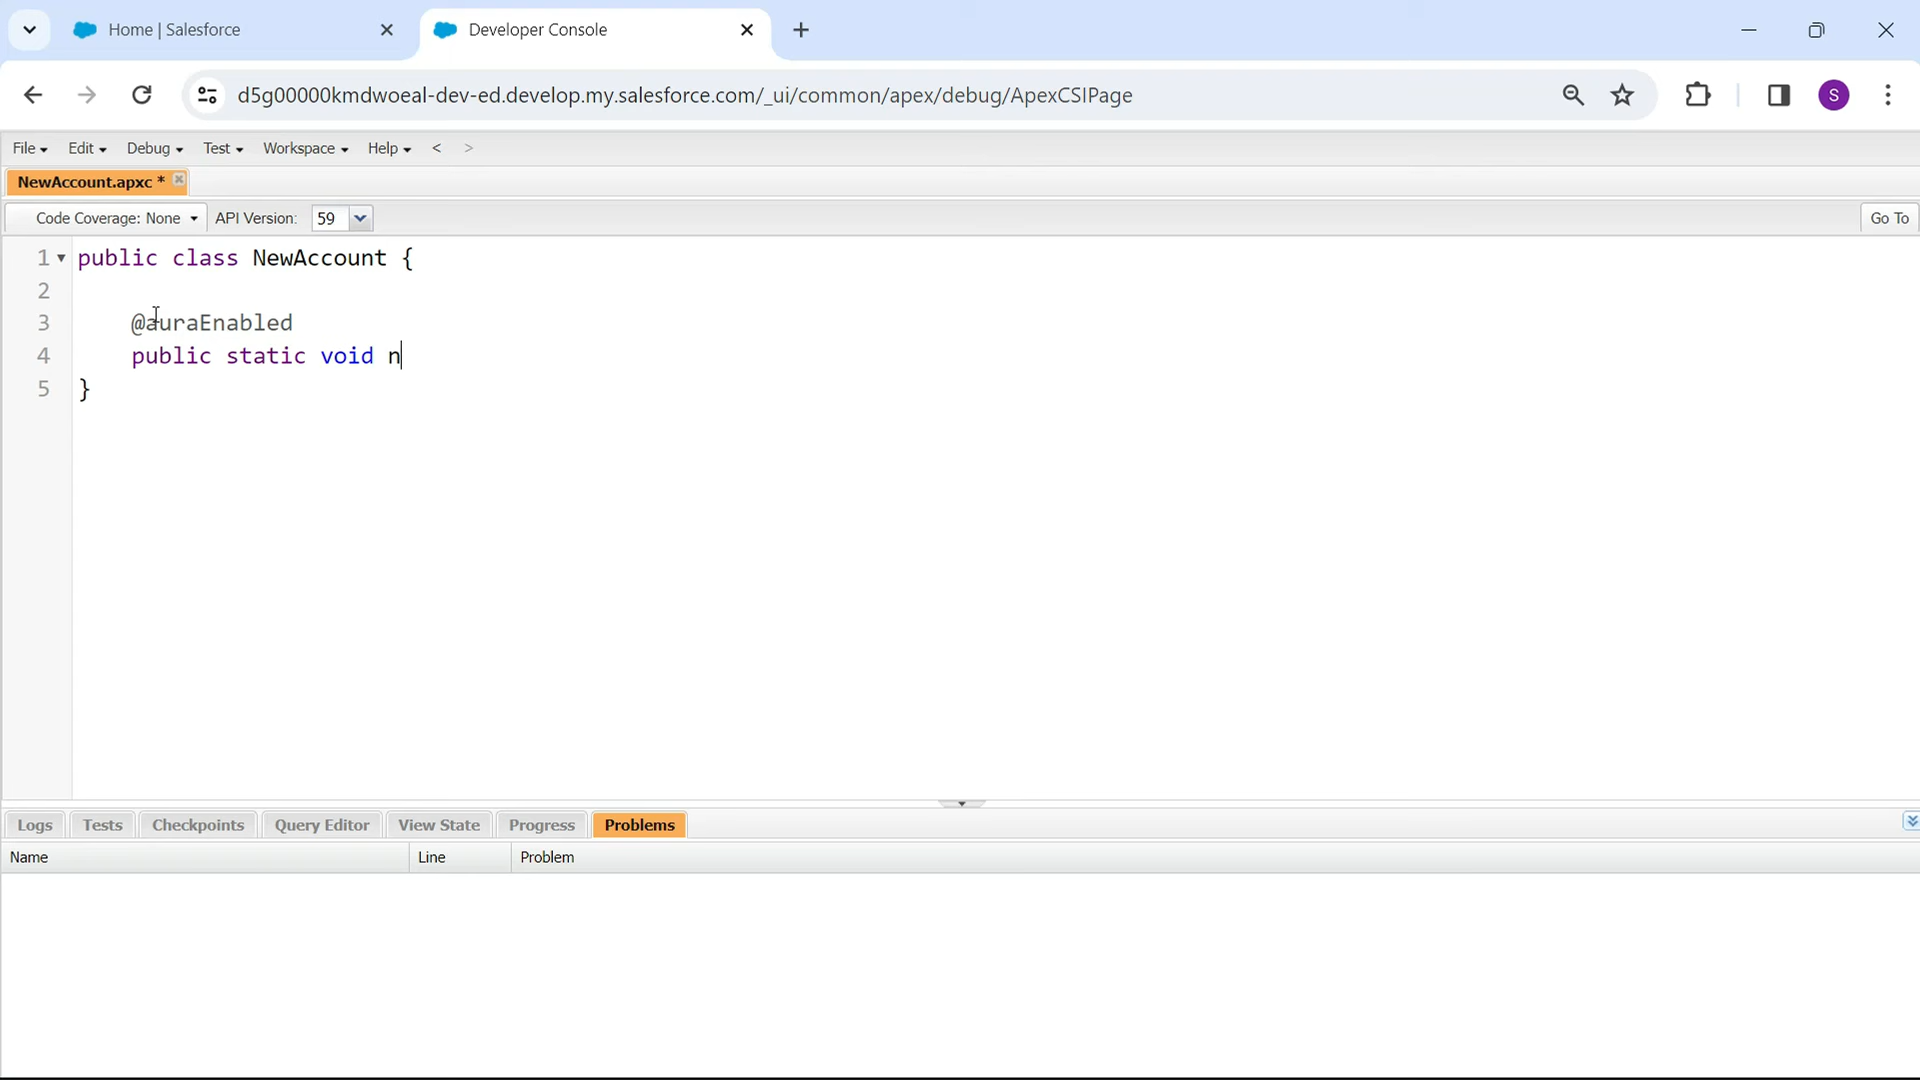 Home | Salesforce
Developer Console
d5g00000kmdwoeal-dev-ed.develop.my.salesforce.com/_ui/common/apex/debug/ApexCSIPage
S
File Edit Debug Test Workspace Help < >
NewAccount.apxc *
Code Coverage: None API Version: 59 Go To
1 public class NewAccount {
2
3 @auraEnabled
4 public static void n
5 }
Logs Tests Checkpoints Query Editor View State Progress Problems
Name Line Problem